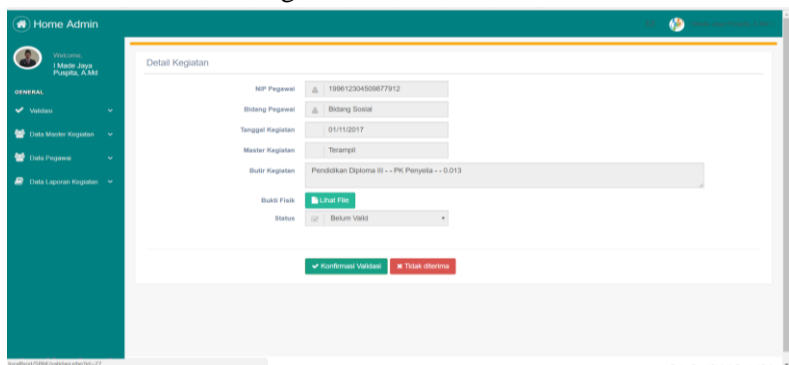 Home Admin
Welcome,
I Made Jaya
Puspita, A.Md
GENERAL
Validasi
Data Master Kegiatan
Data Pegawai
Data Laporan Kegiatan
Detail Kegiatan
NIP Pegawai 199612304509877912
Bidang Pegawai Bidang Sosial
Tanggal Kegiatan 01/11/2017
Master Kegiatan Terampil
Butir Kegiatan Pendidikan Diploma III - - PK Penyelia - - 0.013
Bukti Fisik Lihat File
Status Belum Valid
Konfirmasi Validasi Tidak diterima